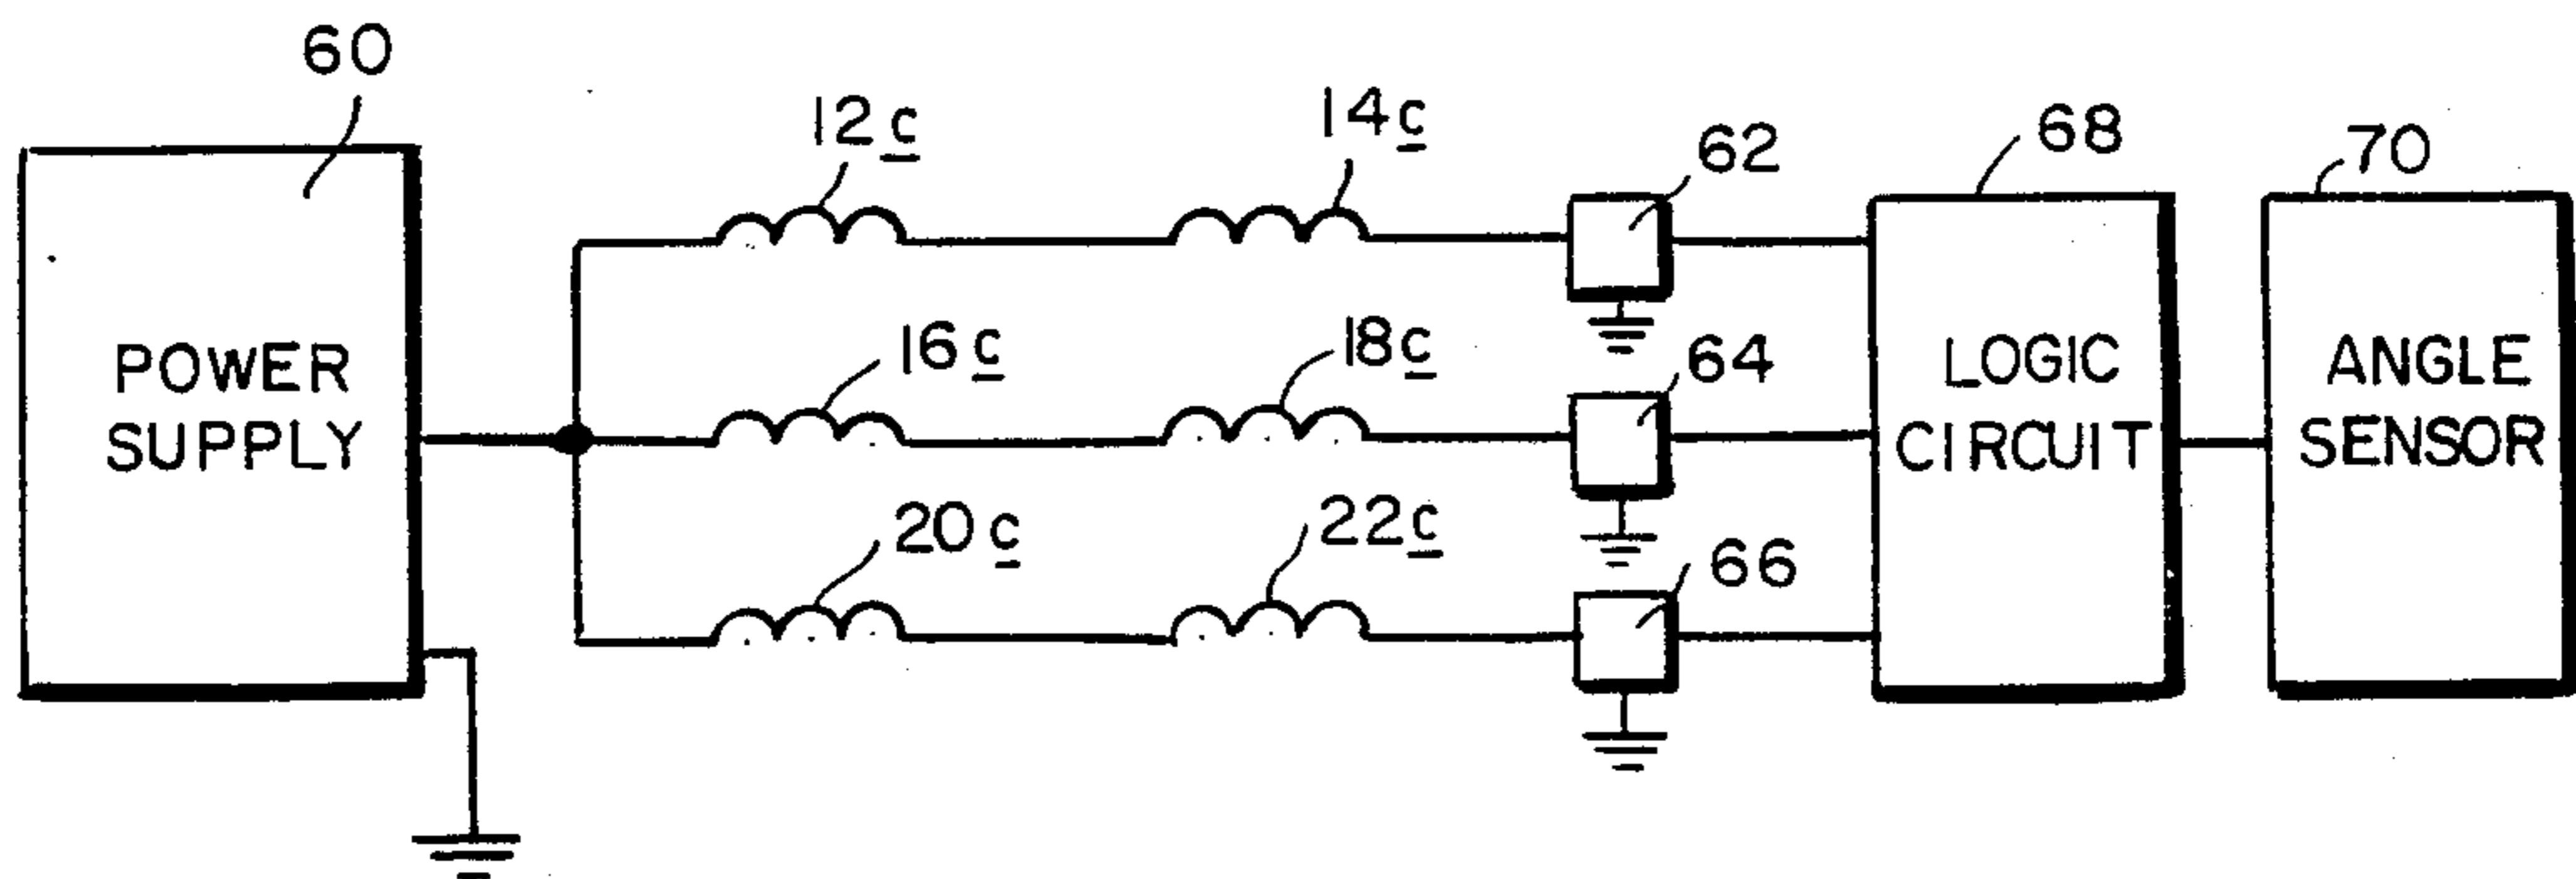 60
12c
14c
62
68
70
16c
18c
64
20c
22c
66
POWER
SUPPLY
LOGIC
CIRCUIT
ANGLE
SENSOR